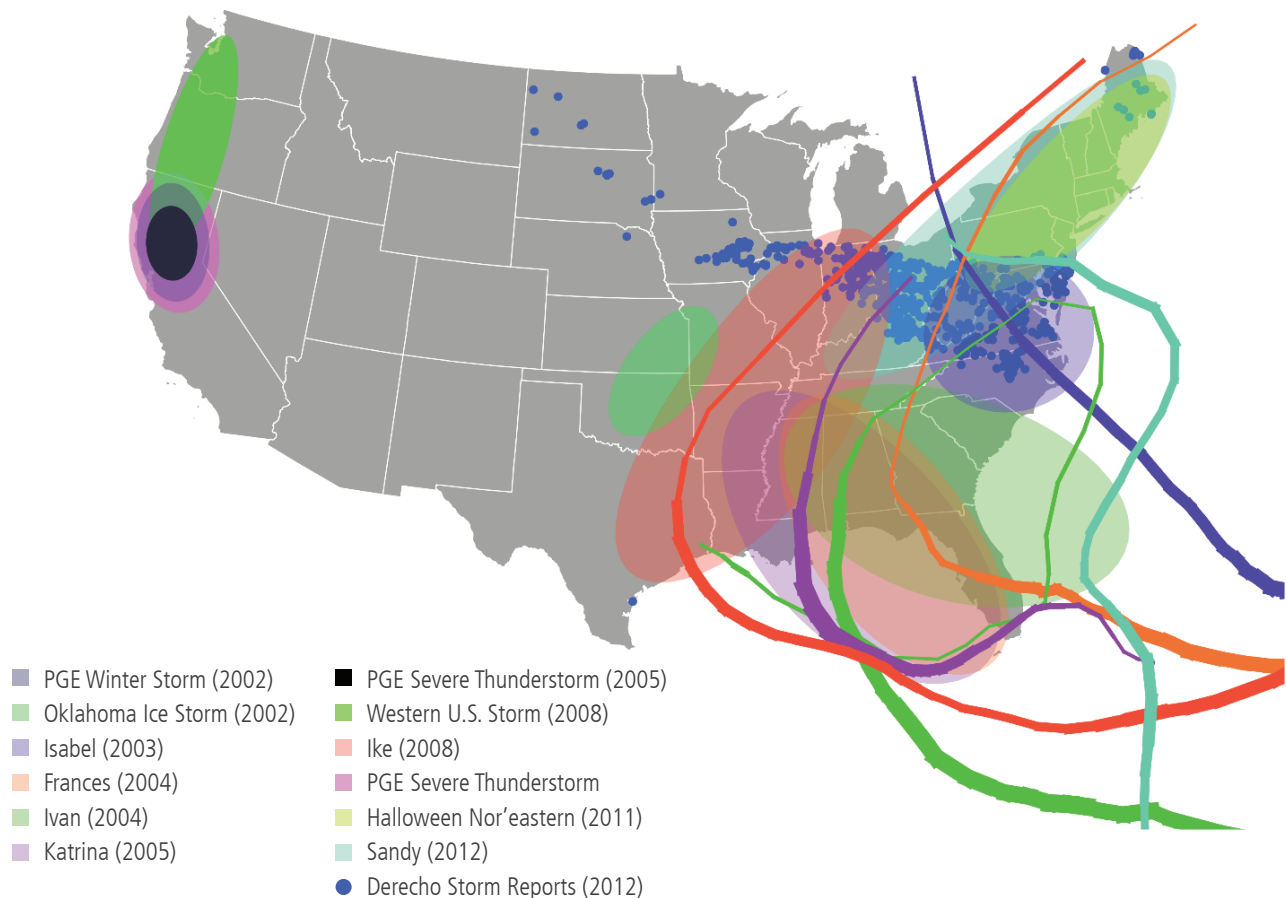 PGE Winter Storm (2002)
Oklahoma Ice Storm (2002)
Isabel (2003)
Frances (2004)
Ivan (2004)
Katrina (2005)
PGE Severe Thunderstorm (2005)
Western U.S. Storm (2008)
Ike (2008)
PGE Severe Thunderstorm
Halloween Nor’eastern (2011)
Sandy (2012)
Derecho Storm Reports (2012)